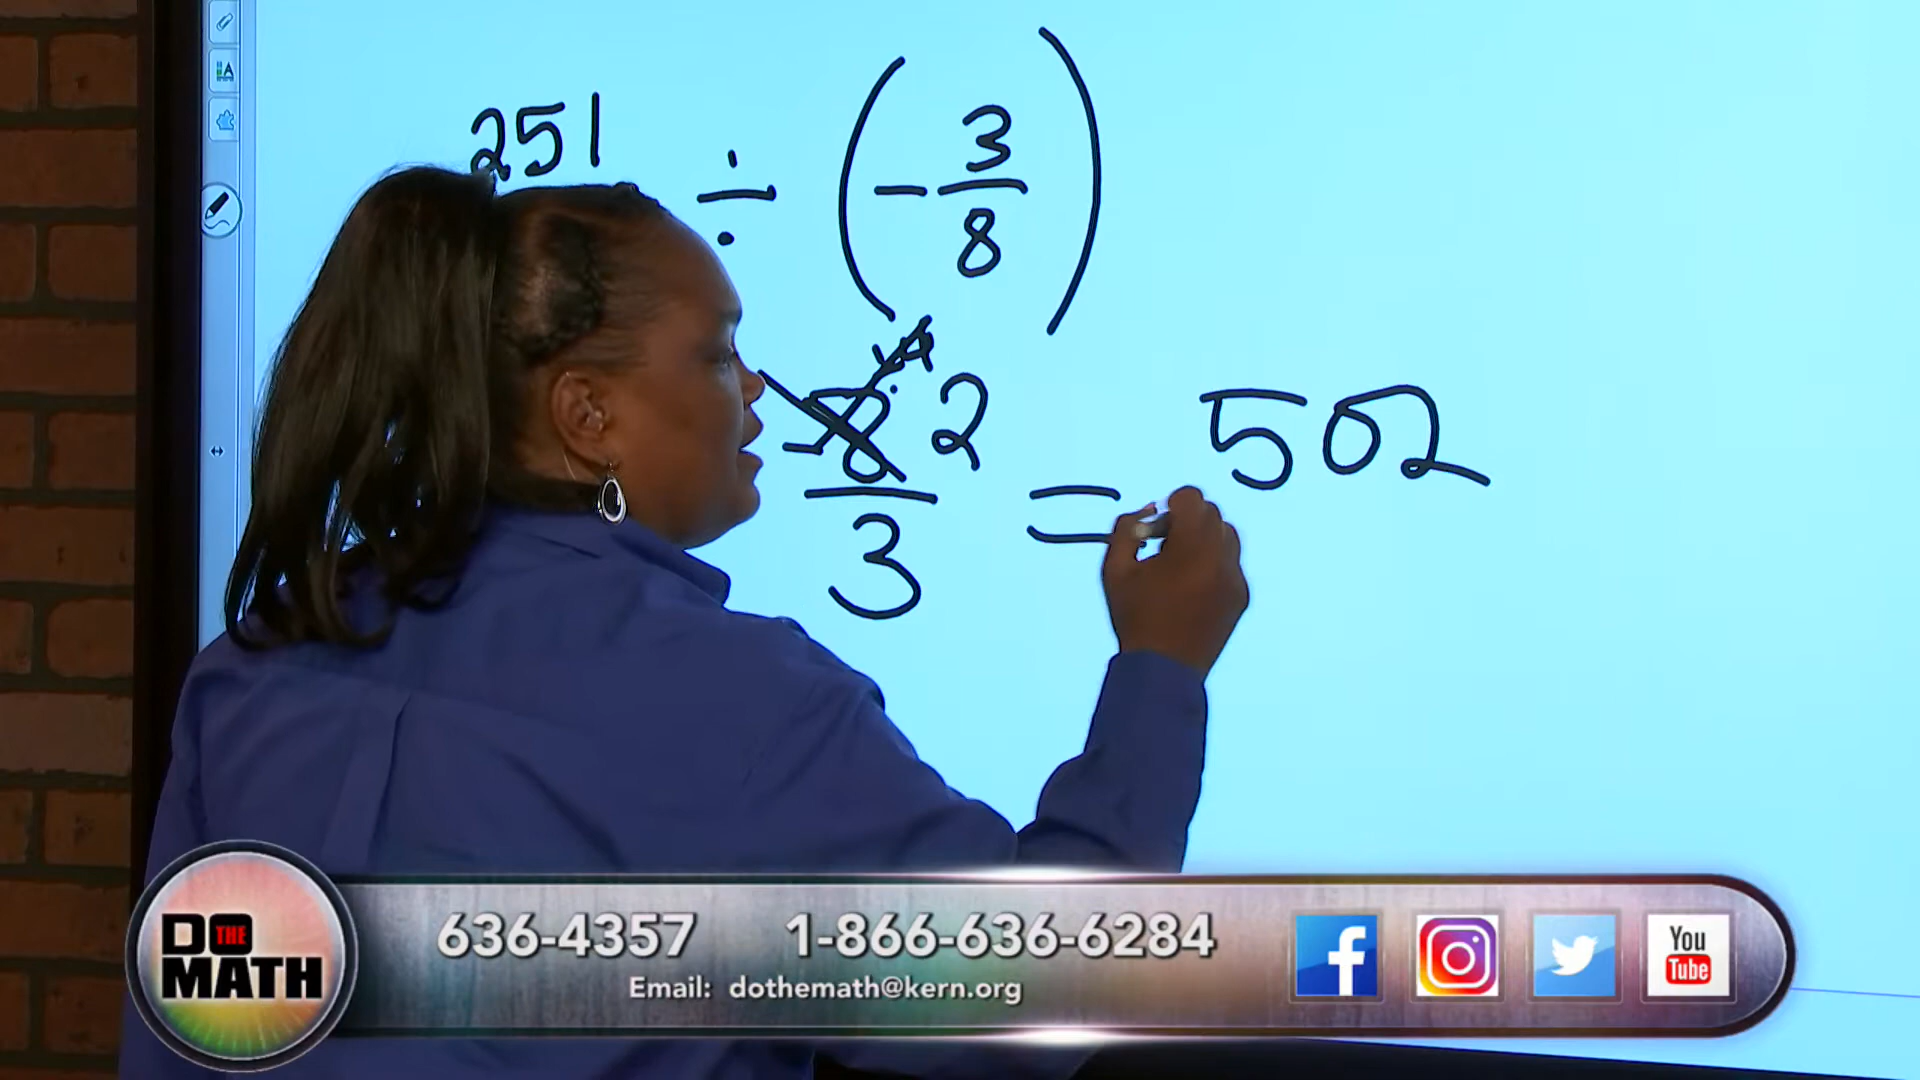 251 ÷ (-3/8)
8 2
3 = 502
DO THE MATH
636-4357 1-866-636-6284
Email: dothemath@kern.org
You Tube